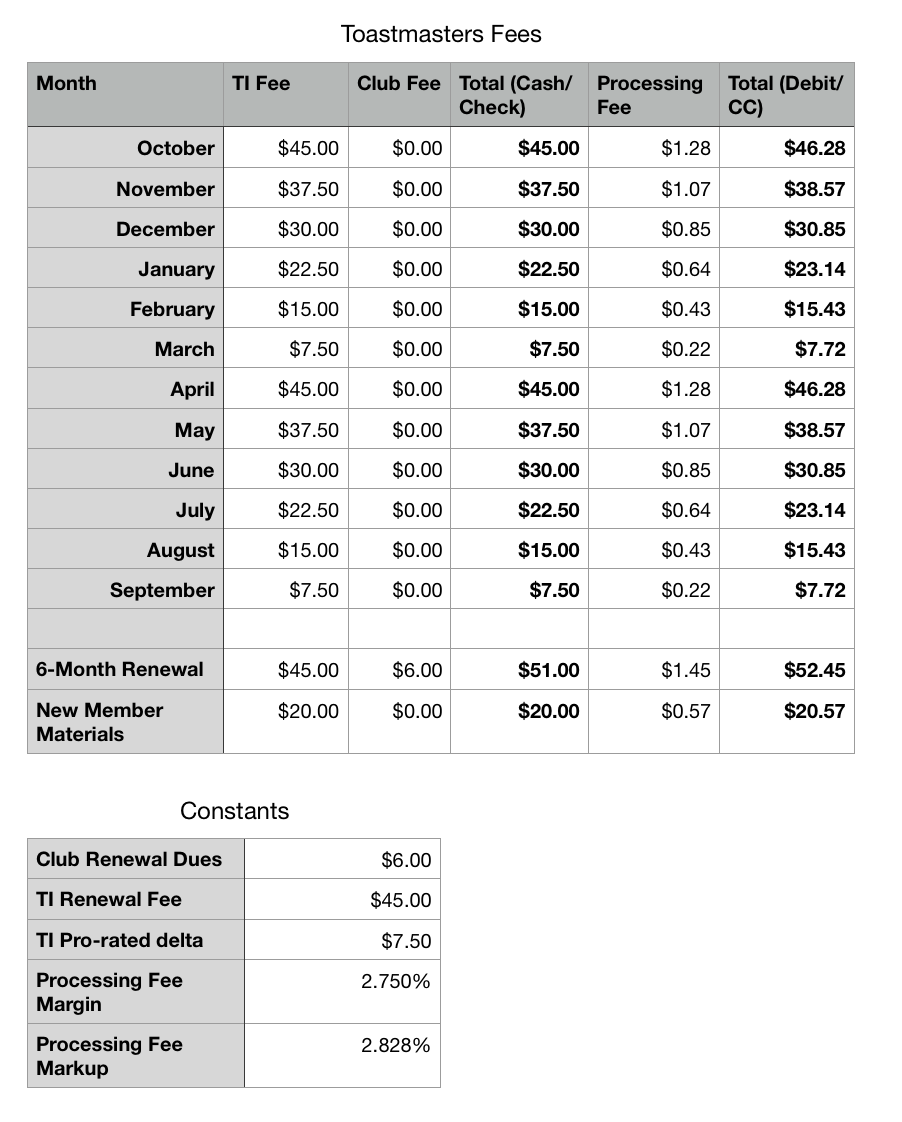 Toastmasters Fees
Month TI Fee Club Fee Total (Cash/ Processing Total (Debit/
Check) Fee CC)
October $45.00 $0.00 $45.00 $1.28 $46.28
November $37.50 $0.00 $37.50 $1.07 $38.57
December $30.00 $0.00 $30.00 $0.85 $30.85
January $22.50 $0.00 $22.50 $0.64 $23.14
February $15.00 $0.00 $15.00 $0.43 $15.43
March $7.50 $0.00 $7.50 $0.22 $7.72
April $45.00 $0.00 $45.00 $1.28 $46.28
May $37.50 $0.00 $37.50 $1.07 $38.57
June $30.00 $0.00 $30.00 $0.85 $30.85
July $22.50 $0.00 $22.50 $0.64 $23.14
August $15.00 $0.00 $15.00 $0.43 $15.43
September $7.50 $0.00 $7.50 $0.22 $7.72
6-Month Renewal $45.00 $6.00 $51.00 $1.45 $52.45
New Member $20.00 $0.00 $20.00 $0.57 $20.57
Materials
Constants
Club Renewal Dues $6.00
TI Renewal Fee $45.00
TI Pro-rated delta $7.50
Processing Fee 2.750%
Margin
Processing Fee 2.828%
Markup